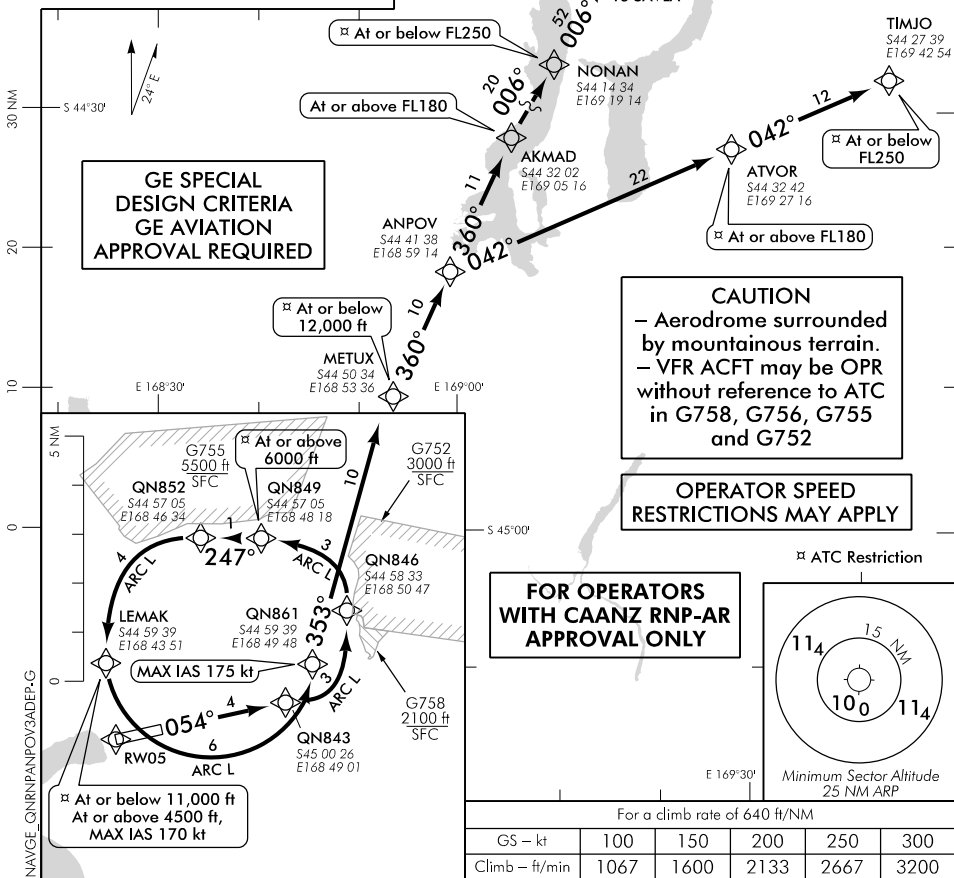 52
006°
¤ At or below FL250
TIMJO
S44 27 39
E169 42 54
24° E
NONAN
S44 14 34
E169 19 14
20
006°
12
30 NM
S 44°30'
At or above FL180
042°
¤ At or below
FL250
AKMAD
S44 32 02
E169 05 16
22
ATVOR
S44 32 42
E169 27 16
GE SPECIAL
DESIGN CRITERIA
GE AVIATION
APPROVAL REQUIRED
11
ANPOV
S44 41 38
E168 59 14
360°
042°
¤ At or above FL180
20
CAUTION
– Aerodrome surrounded
by mountainous terrain.
– VFR ACFT may be OPR
without reference to ATC
in G758, G756, G755
and G752
¤ At or below
12,000 ft
10
360°
METUX
S44 50 34
E168 53 36
10
E 168°30'
E 169°00'
5 NM
G755
5500 ft
SFC
¤ At or above
6000 ft
G752
3000 ft
SFC
10
OPERATOR SPEED
RESTRICTIONS MAY APPLY
QN852
S44 57 05
E168 46 34
QN849
S44 57 05
E168 48 18
0
1
247°
S 45°00'
3
ARC L
4
ARC L
QN846
S44 58 33
E168 50 47
¤ ATC Restriction
FOR OPERATORS
WITH CAANZ RNP-AR
APPROVAL ONLY
LEMAK
S44 59 39
E168 43 51
QN861
S44 59 39
E168 49 48
353°
MAX IAS 175 kt
15 NM
11₄
10₀
11₄
0
3
ARC L
G758
2100 ft
SFC
054°
4
RW05
6
ARC L
QN843
S45 00 26
E168 49 01
E 169°30'
Minimum Sector Altitude
25 NM ARP
¤ At or below 11,000 ft
At or above 4500 ft,
MAX IAS 170 kt
NAVGE_QNRNPANPOV3ADEP-G
For a climb rate of 640 ft/NM
GS – kt 100 150 200 250 300
Climb – ft/min 1067 1600 2133 2667 3200